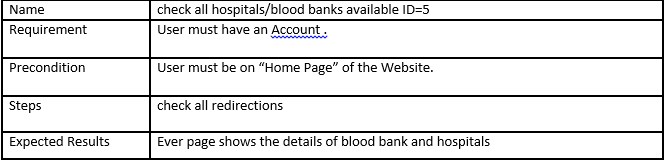 Name check all hospitals/blood banks available ID=5
Requirement User must have an Account .
Precondition User must be on “Home Page” of the Website.
Steps check all redirections
Expected Results Ever page shows the details of blood bank and hospitals